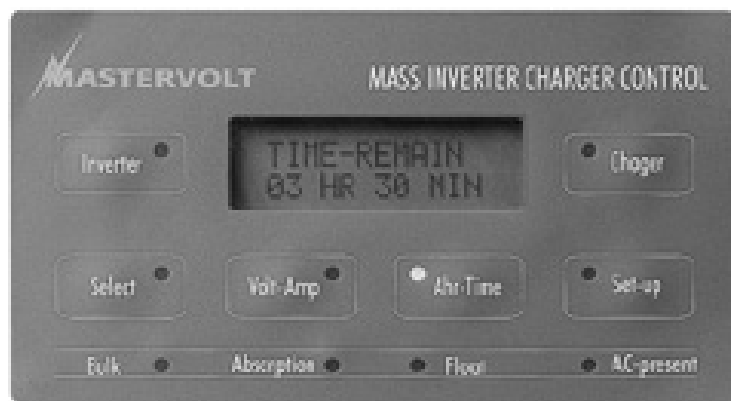 MASTERVOLT
MASS INVERTER CHARGER CONTROL
Inverter
TIME-REMAIN
03 HR 30 MIN
Chager
Select
Volt-Amp
Ahr-Time
Set-up
Bulk
Absorption
Float
AC-present